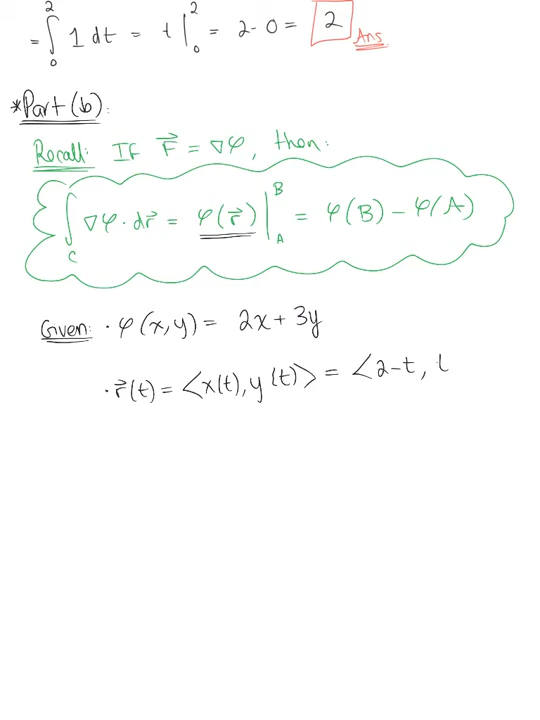 = ∫₀² 1 dt = t |₀² = 2 - 0 = 2 Ans
*Part (b):
Recall: If F⃗ = ∇φ, then:
∫_C ∇φ · dr⃗ = φ(r⃗) |_A^B = φ(B) - φ(A)
Given: · φ(x,y) = 2x + 3y
· r⃗(t) = ⟨x(t), y(t)⟩ = ⟨2-t,